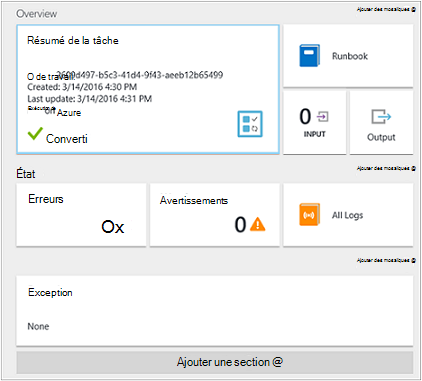 Overview
Ajouter des mosaïques @
Résumé de la tâche
O de travail:
2600d497-b5c3-41d4-9f43-aeeb12b65499
Created: 3/14/2016 4:30 PM
Last update: 3/14/2016 4:31 PM
on Azure
Converti
Runbook
0
INPUT
Output
État
Ajouter des mosaïques @
Erreurs
Ox
Avertissements
0
All Logs
Ajouter des mosaïques @
Exception
None
Ajouter une section @